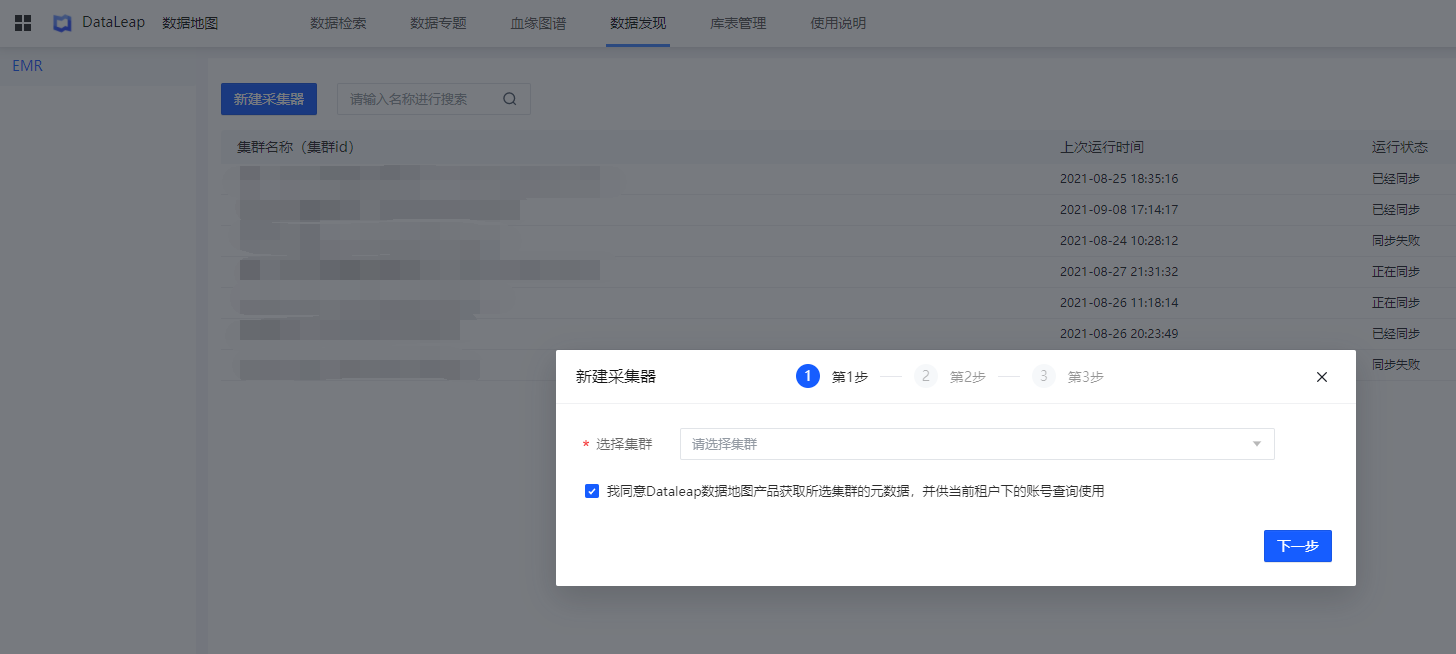 DataLeap 数据地图 数据检索 数据专题 血缘图谱 数据发现 库表管理 使用说明
EMR
新建采集器 请输入名称进行搜索
集群名称（集群id） 上次运行时间 运行状态
2021-08-25 18:35:16 已经同步
2021-09-08 17:14:17 已经同步
2021-08-24 10:28:12 同步失败
2021-08-27 21:31:32 正在同步
2021-08-26 11:18:14 正在同步
2021-08-26 20:23:49 已经同步
同步失败
新建采集器 1 第1步 2 第2步 3 第3步
* 选择集群 请选择集群
我同意Dataleap数据地图产品获取所选集群的元数据，并供当前租户下的账号查询使用
下一步